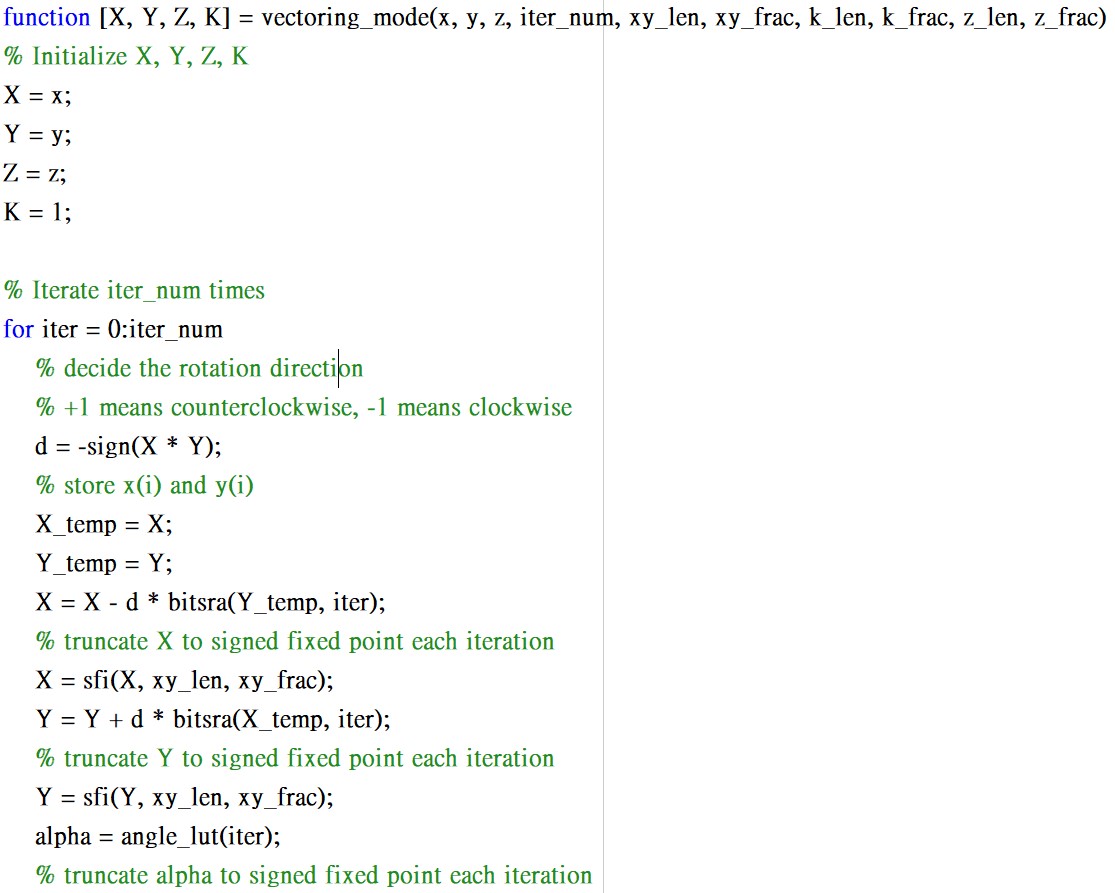 function [X, Y, Z, K] = vectoring_mode(x, y, z, iter_num, xy_len, xy_frac, k_len, k_frac, z_len, z_frac)
% Initialize X, Y, Z, K
X = x;
Y = y;
Z = z;
K = 1;
% Iterate iter_num times
for iter = 0:iter_num
% decide the rotation direction
% +1 means counterclockwise, -1 means clockwise
d = -sign(X * Y);
% store x(i) and y(i)
X_temp = X;
Y_temp = Y;
X = X - d * bitsra(Y_temp, iter);
% truncate X to signed fixed point each iteration
X = sfi(X, xy_len, xy_frac);
Y = Y + d * bitsra(X_temp, iter);
% truncate Y to signed fixed point each iteration
Y = sfi(Y, xy_len, xy_frac);
alpha = angle_lut(iter);
% truncate alpha to signed fixed point each iteration